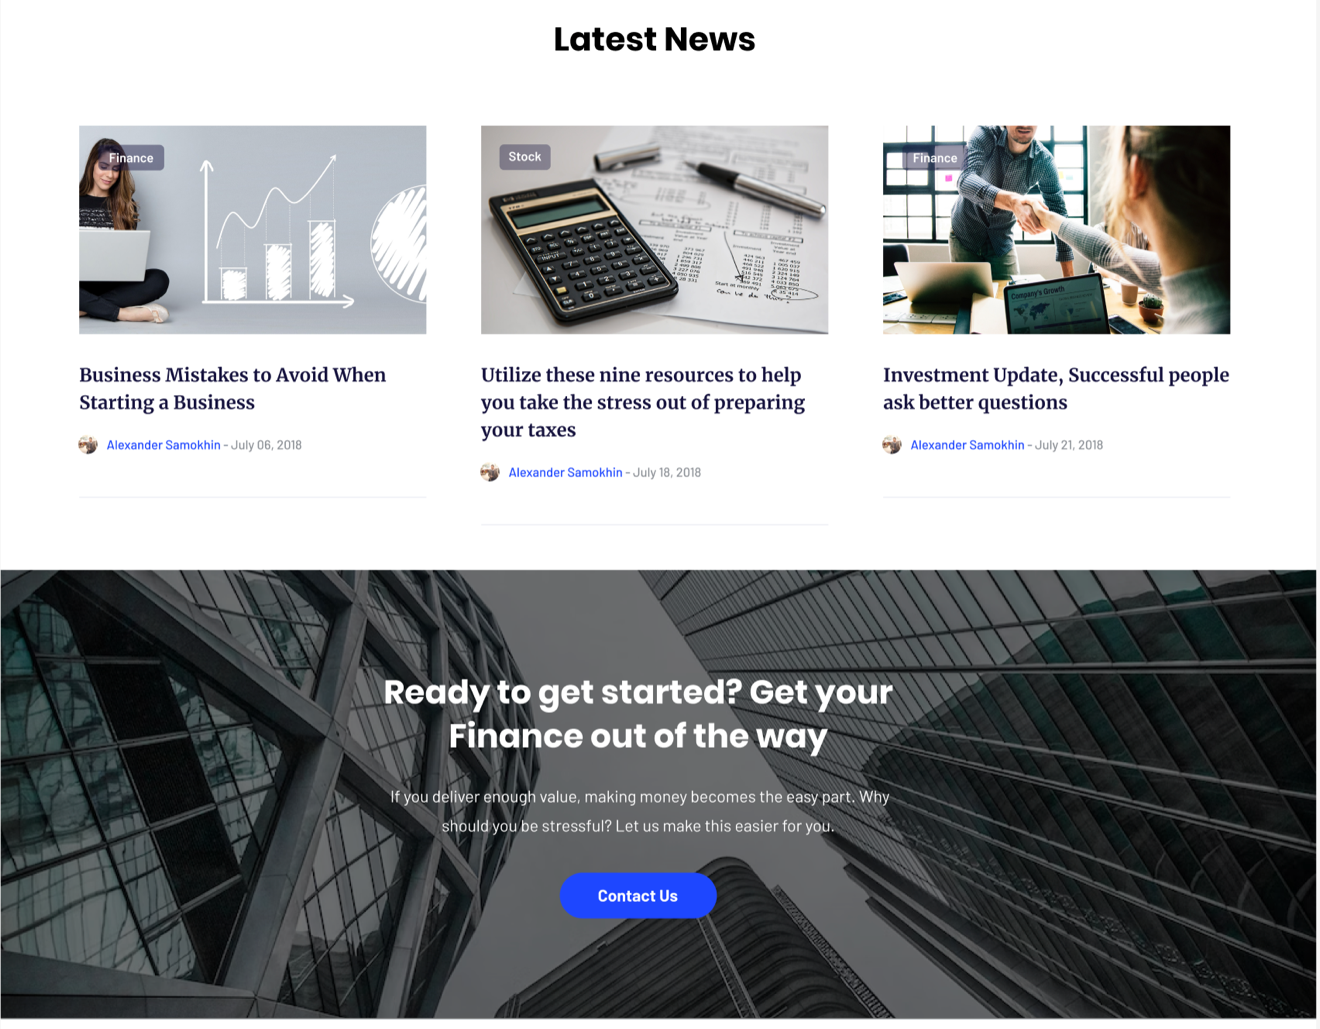 Latest News
Finance
Stock
Finance
Company's Growth
Business Mistakes to Avoid When
Starting a Business
Alexander Samokhin - July 06, 2018
Utilize these nine resources to help
you take the stress out of preparing
your taxes
Alexander Samokhin - July 18, 2018
Investment Update, Successful people
ask better questions
Alexander Samokhin - July 21, 2018
Ready to get started? Get your
Finance out of the way
If you deliver enough value, making money becomes the easy part. Why
should you be stressful? Let us make this easier for you.
Contact Us